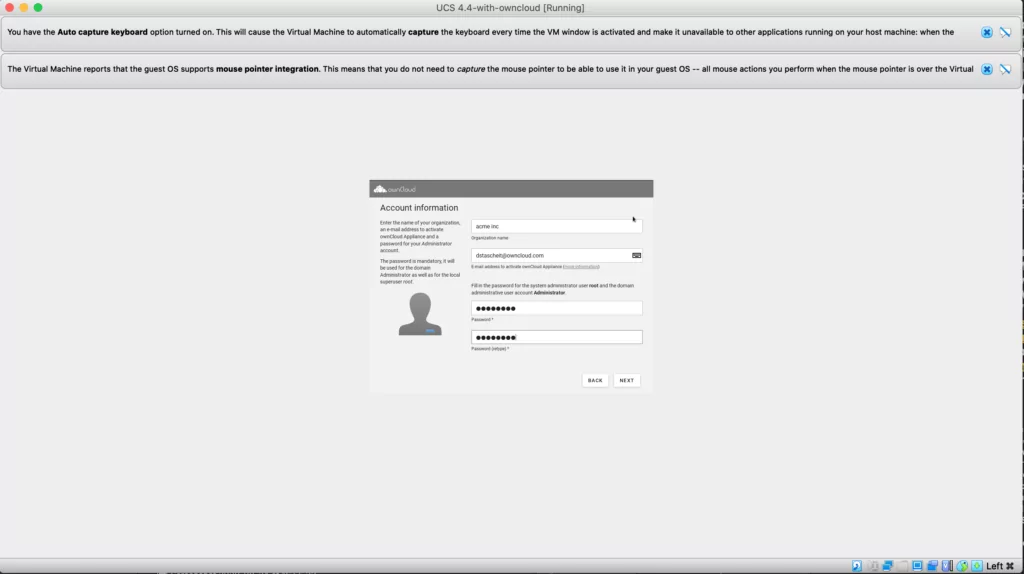 UCS 4.4-with-owncloud [Running]
You have the Auto capture keyboard option turned on. This will cause the Virtual Machine to automatically capture the keyboard every time the VM window is activated and make it unavailable to other applications running on your host machine: when the
The Virtual Machine reports that the guest OS supports mouse pointer integration. This means that you do not need to capture the mouse pointer to be able to use it in your guest OS -- all mouse actions you perform when the mouse pointer is over the Virtual
ownCloud
Account information
Enter the name of your organization,
an e-mail address to activate
ownCloud Appliance and a
password for your Administrator
account.
The password is mandatory, it will
be used for the domain
Administrator as well as for the local
superuser root.
acme inc
Organization name
dstascheit@owncloud.com
E-mail address to activate ownCloud Appliance (more information)
Fill in the password for the system administrator user root and the domain
administrative user account Administrator.
●●●●●●●●
Password *
●●●●●●●●
Password (retype) *
BACK NEXT
Left ⌘